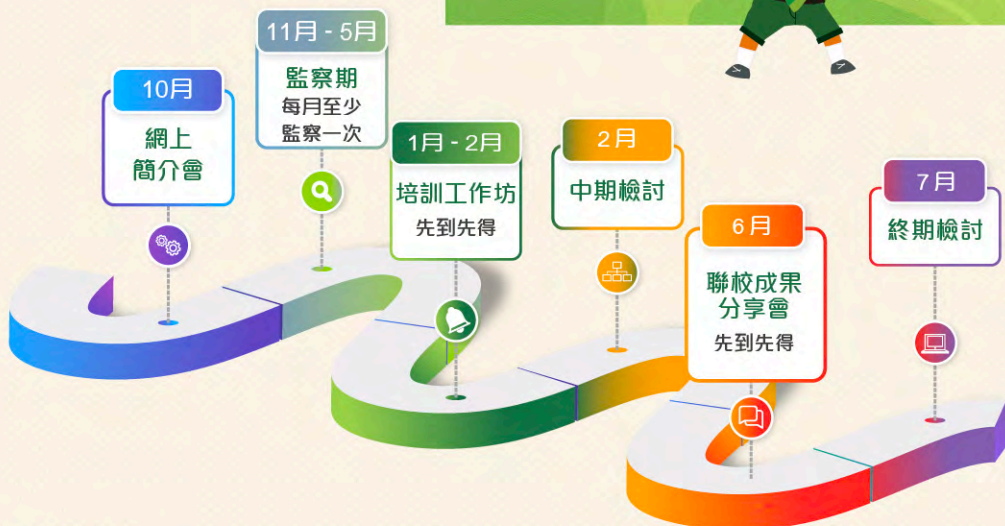 10月
網上
簡介會
11月 - 5月
監察期
每月至少
監察一次
1月 - 2月
培訓工作坊
先到先得
2月
中期檢討
6月
聯校成果
分享會
先到先得
7月
終期檢討